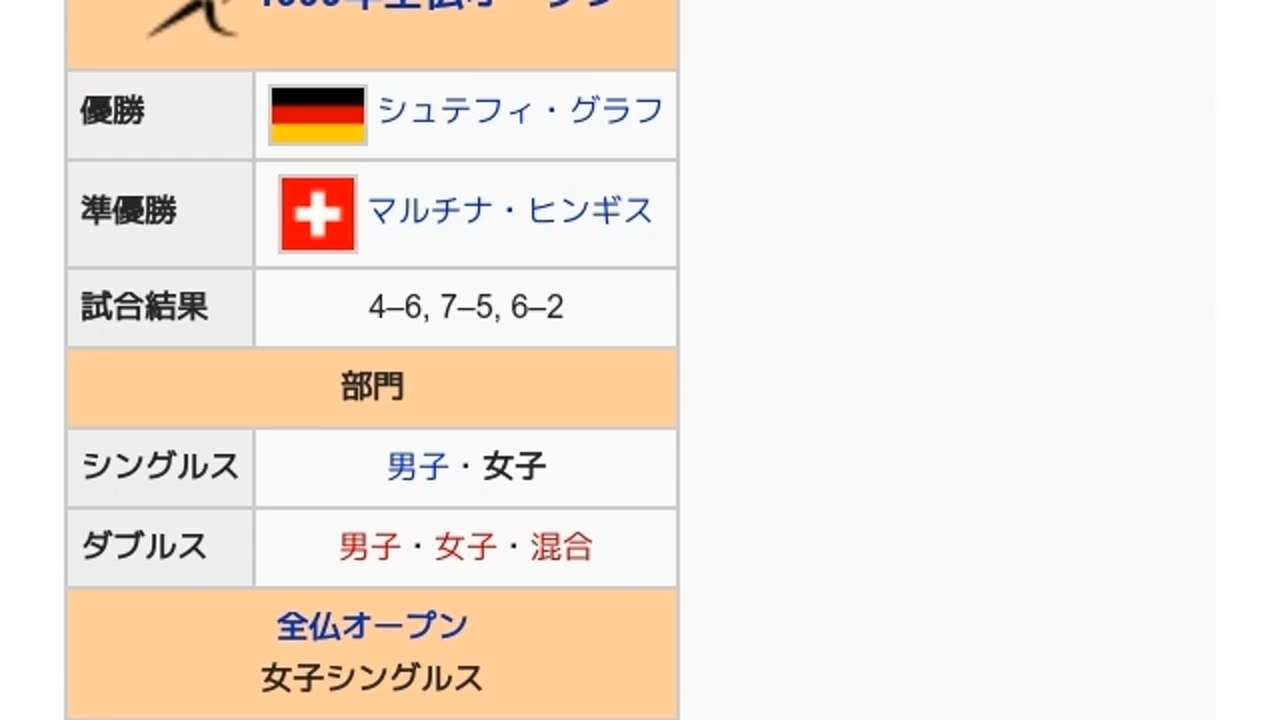 優勝 シュテフィ・グラフ
準優勝 マルチナ・ヒンギス
試合結果 4–6, 7–5, 6–2
部門
シングルス 男子・女子
ダブルス 男子・女子・混合
全仏オープン
女子シングルス